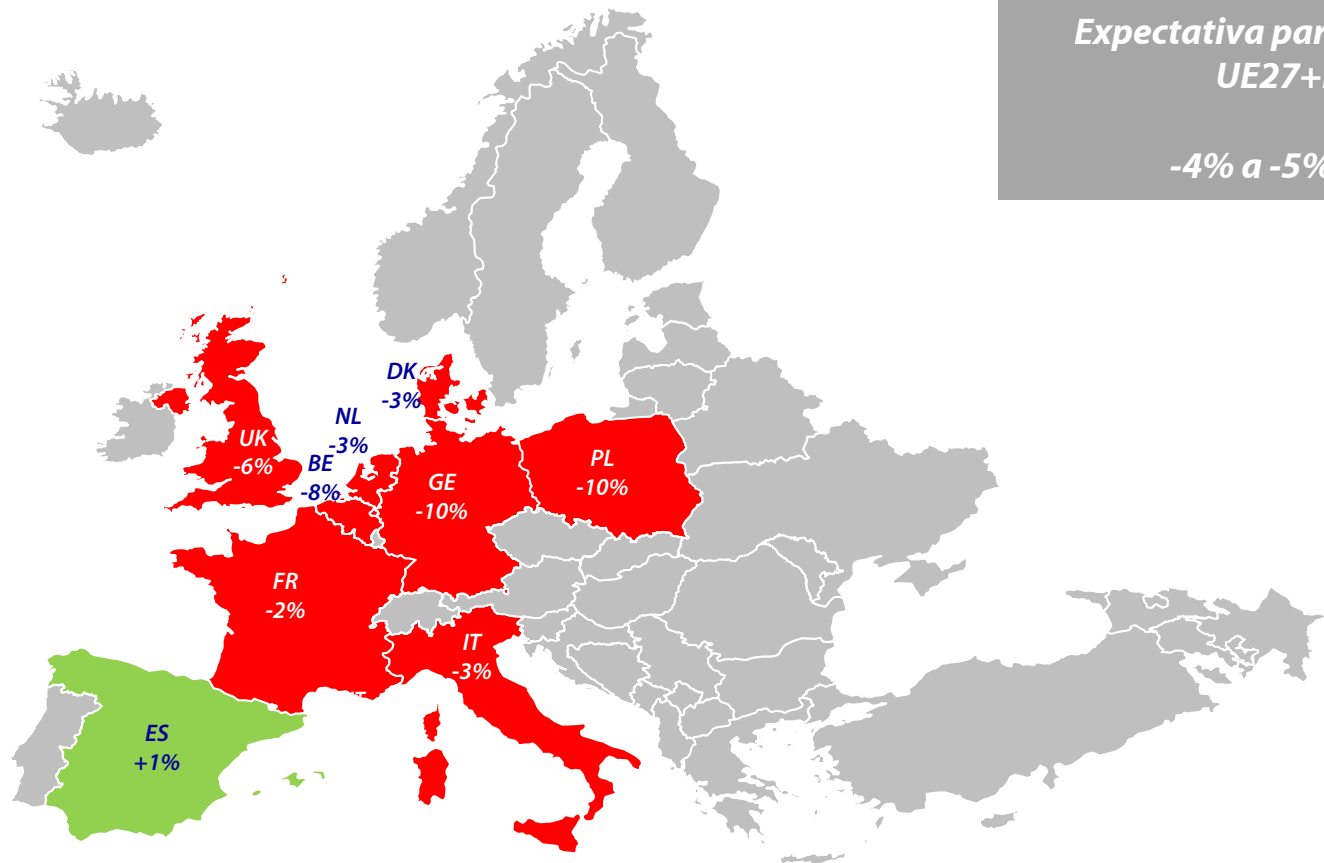 Expectativa par
UE27+
-4% a -5%
DK
-3%
NL
-3%
UK
-6%
BE
-8%
GE
-10%
PL
-10%
FR
-2%
IT
-3%
ES
+1%